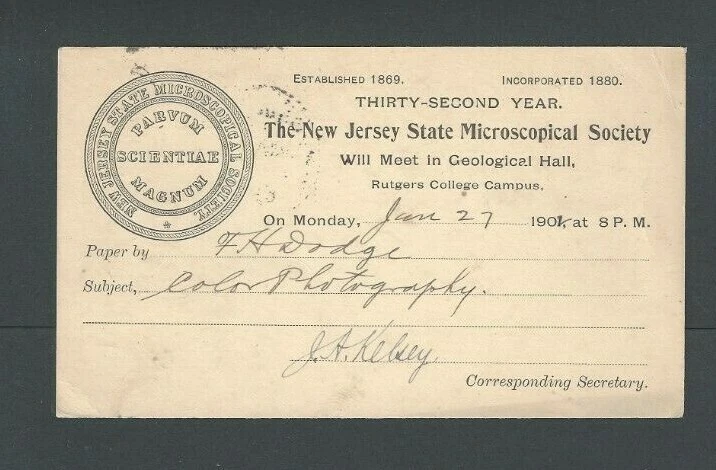 NEW JERSEY STATE MICROSCOPICAL SOCIETY.
PARVUM
SCIENTIAE
MAGNUM
ESTABLISHED 1869. INCORPORATED 1880.
THIRTY-SECOND YEAR.
The New Jersey State Microscopical Society
Will Meet in Geological Hall,
Rutgers College Campus,
On Monday, Jan 27 190 , at 8 P. M.
Paper by F H Dodge
Subject, Color Photography.
J. A. Kelsey.
Corresponding Secretary.